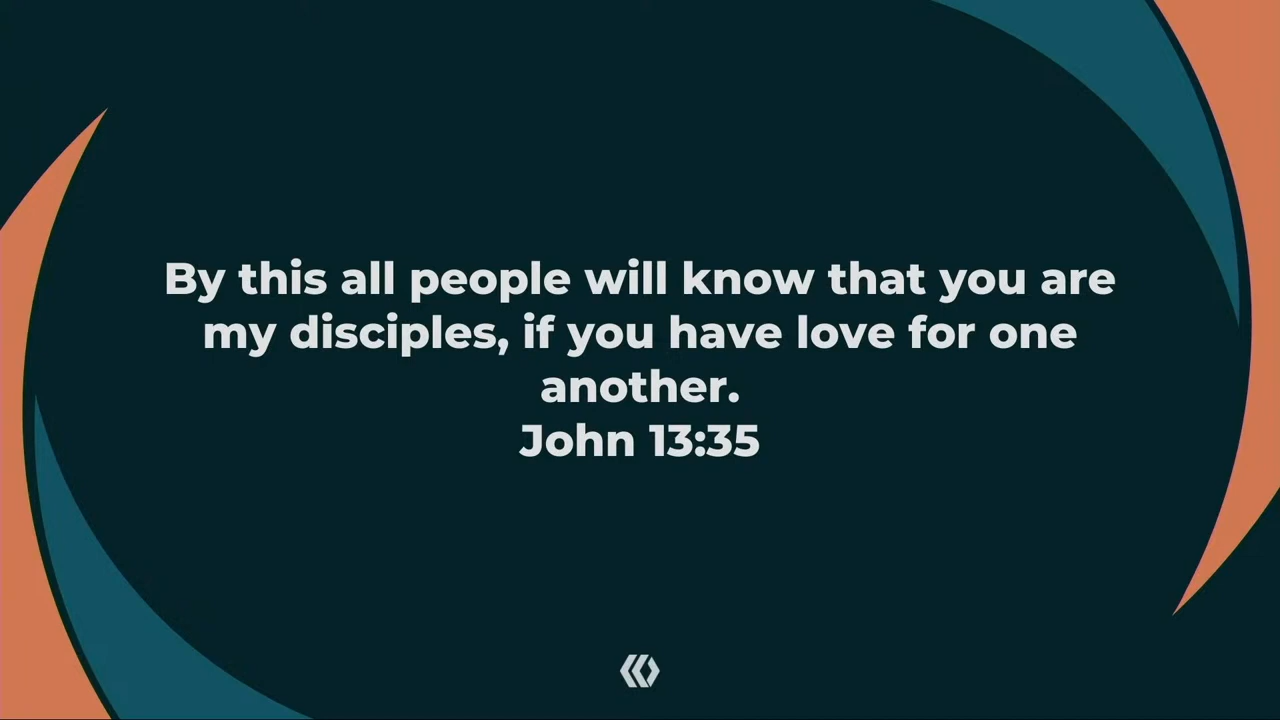 By this all people will know that you are
my disciples, if you have love for one
another.
John 13:35